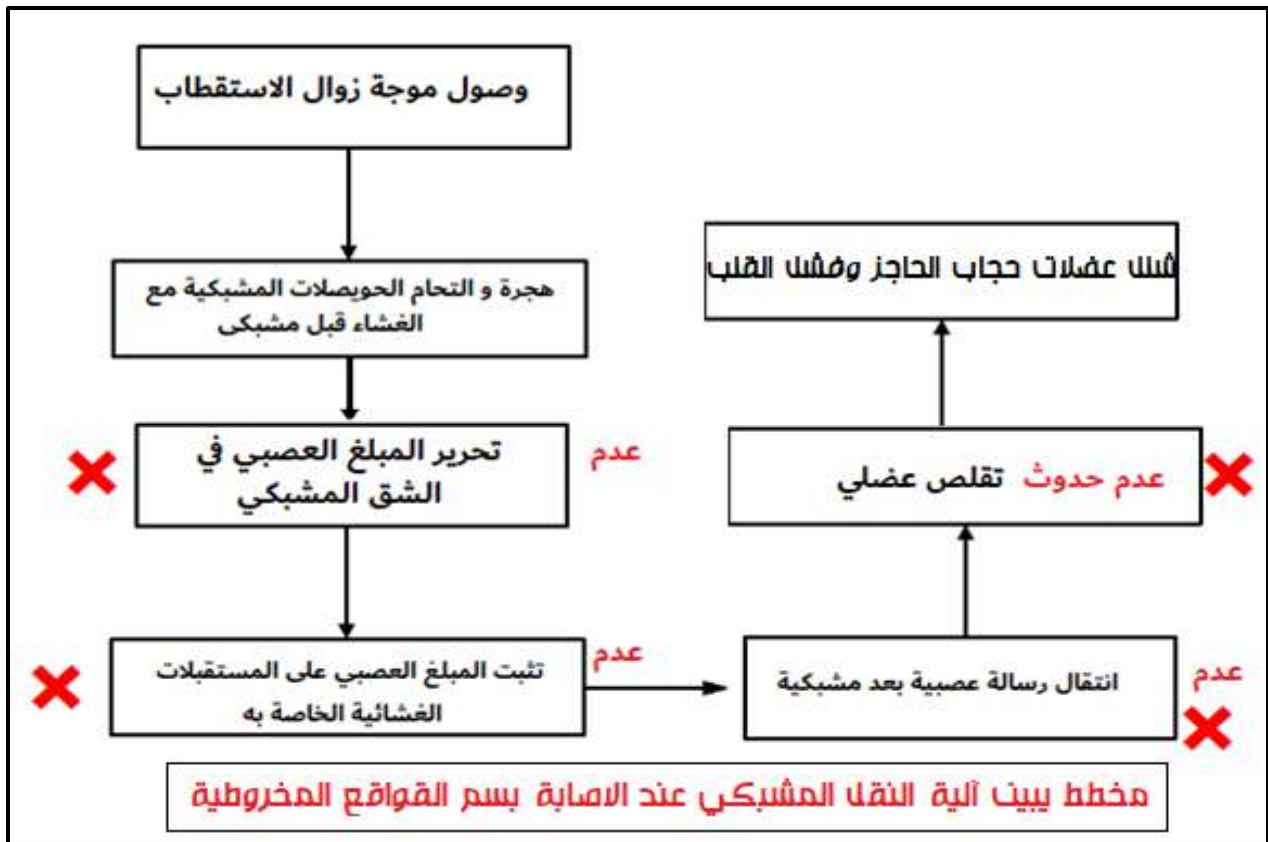 وصول موجة زوال الاستقطاب
هجرة و التحام الحويصلات المشبكية مع
الغشاء قبل مشبكى
عدم
تحرير المبلغ العصبي في
الشق المشبكي
عدم
تثبت المبلغ العصبي على المستقبلات
الغشائية الخاصة به
عدم
انتقال رسالة عصبية بعد مشبكية
عدم حدوث تقلص عضلي
شلل عضلات حجاب الحاجز وفشل القلب
مخطط يبين آلية النقل المشبكي عند الاصابة بسم القواقع المخروطية